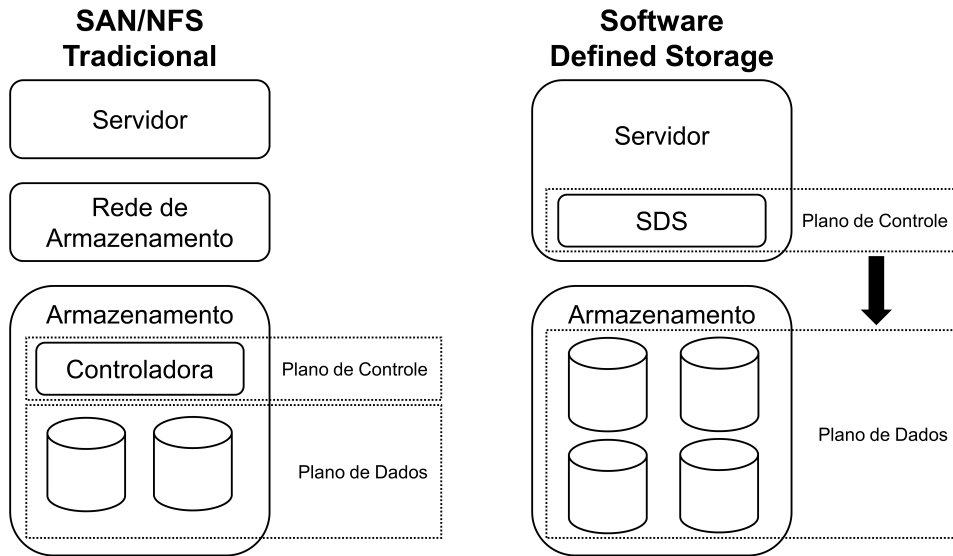 SAN/NFS
Tradicional
Servidor
Rede de
Armazenamento
Armazenamento
Controladora
Plano de Controle
Plano de Dados
Software
Defined Storage
Servidor
SDS
Plano de Controle
Armazenamento
Plano de Dados